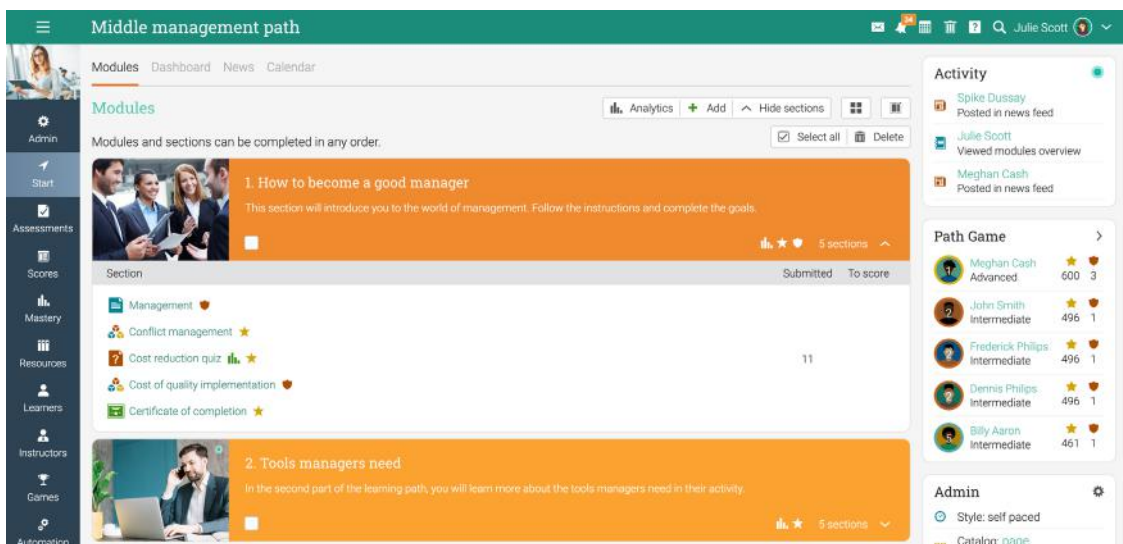 Middle management path
34
Julie Scott
Admin
Start
Assessments
Scores
Mastery
Resources
Learners
Instructors
Games
Automation
Modules Dashboard News Calendar
Modules
Analytics Add Hide sections
Modules and sections can be completed in any order.
Select all Delete
1. How to become a good manager
This section will introduce you to the world of management. Follow the instructions and complete the goals.
5 sections
Section Submitted To score
Management
Conflict management
Cost reduction quiz 11
Cost of quality implementation
Certificate of completion
2. Tools managers need
In the second part of the learning path, you will learn more about the tools managers need in their activity.
5 sections
Activity
Spike Dussay
Posted in news feed
Julie Scott
Viewed modules overview
Meghan Cash
Posted in news feed
Path Game
Meghan Cash
Advanced 600 3
John Smith
Intermediate 496 1
Frederick Philips
Intermediate 496 1
Dennis Philips
Intermediate 496 1
Billy Aaron
Intermediate 461 1
Admin
Style: self paced
Catalog: page